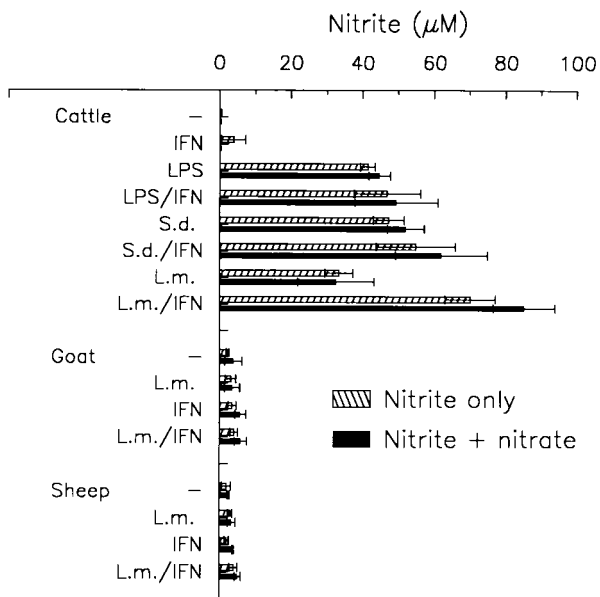 Nitrite (μM)
0 20 40 60 80 100
Cattle –
IFN
LPS
LPS/IFN
S.d.
S.d./IFN
L.m.
L.m./IFN
Goat –
L.m.
IFN
L.m./IFN
Nitrite only
Nitrite + nitrate
Sheep –
L.m.
IFN
L.m./IFN